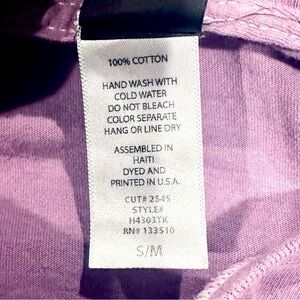 100% COTTON
HAND WASH WITH
COLD WATER
DO NOT BLEACH
COLOR SEPARATE
HANG OR LINE DRY
ASSEMBLED IN
HAITI
DYED AND
PRINTED IN U.S.A.
CUT# 2545
STYLE#
H4303TK
RN# 133510
S/M